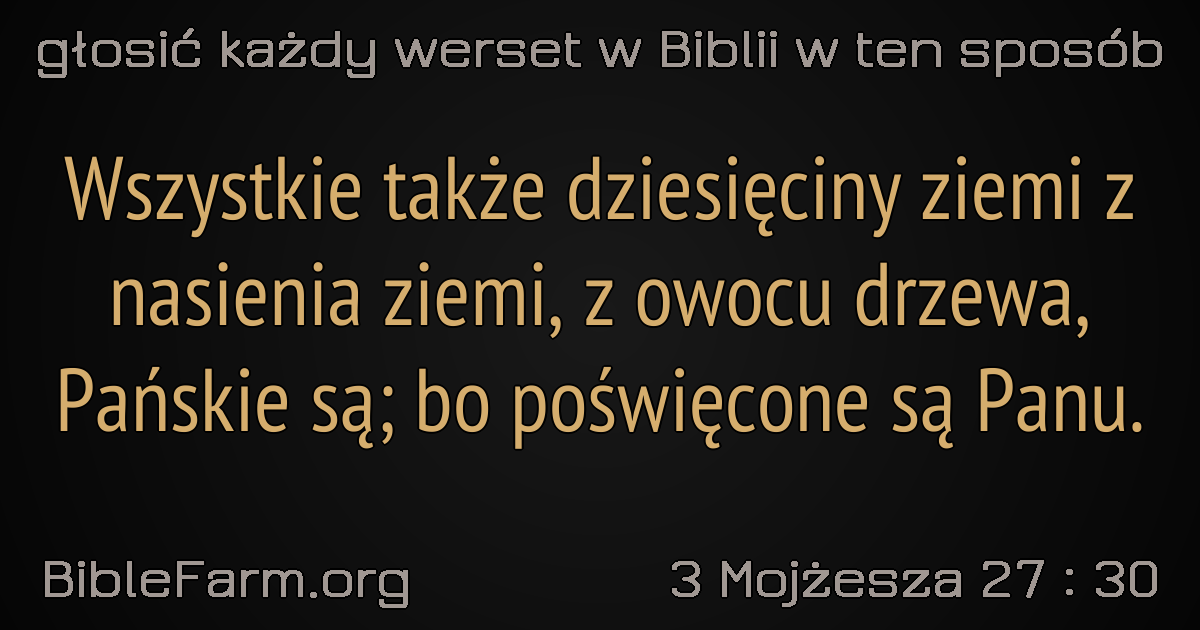 głosić każdy werset w Biblii w ten sposób
Wszystkie także dziesięciny ziemi z
nasienia ziemi, z owocu drzewa,
Pańskie są; bo poświęcone są Panu.
BibleFarm.org
3 Mojżesza 27 : 30